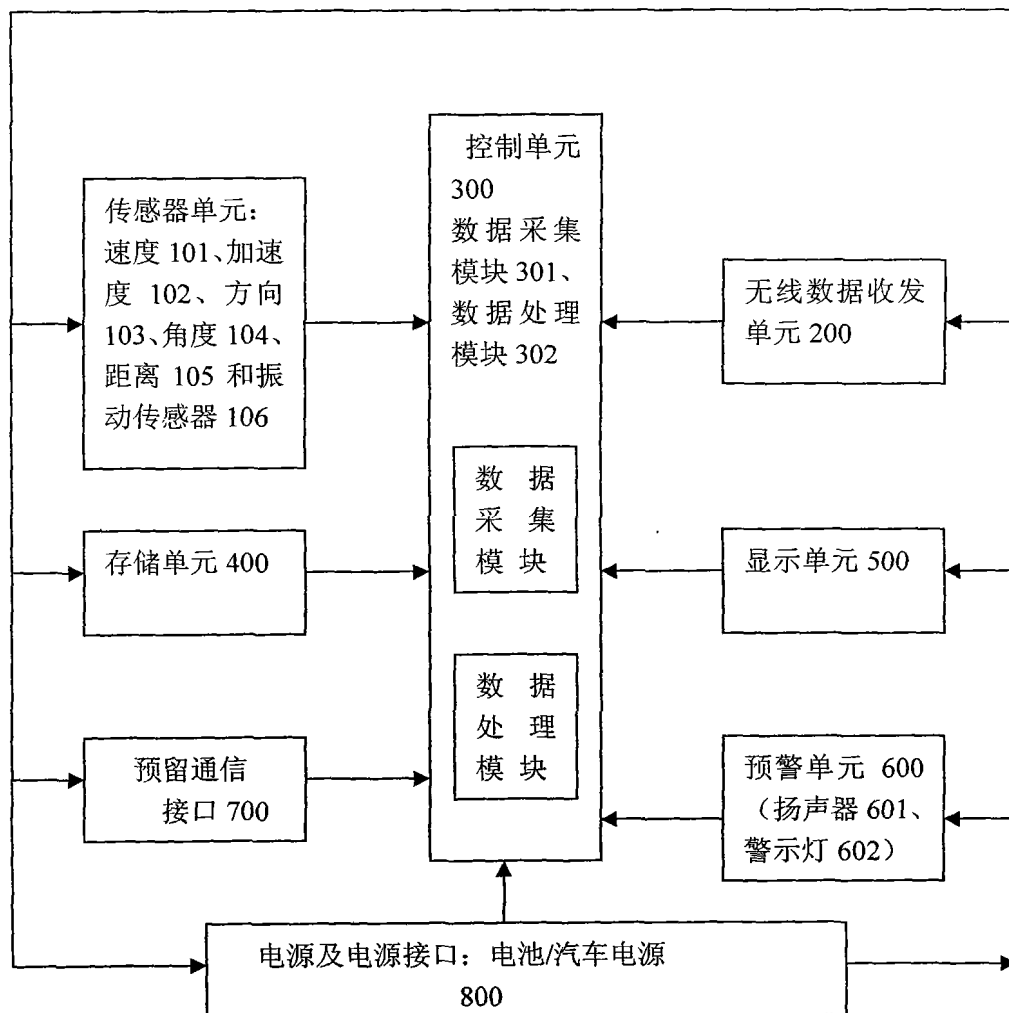 控制单元
300
数据采集
模块 301、
数据处理
模块 302
数据
采集
模块
数据
处理
模块
传感器单元：
速度 101、加速
度 102、方向
103、角度 104、
距离 105 和振
动传感器 106
存储单元 400
预留通信
接口 700
无线数据收发
单元 200
显示单元 500
预警单元 600
（扬声器 601、
警示灯 602）
电源及电源接口：电池/汽车电源
800